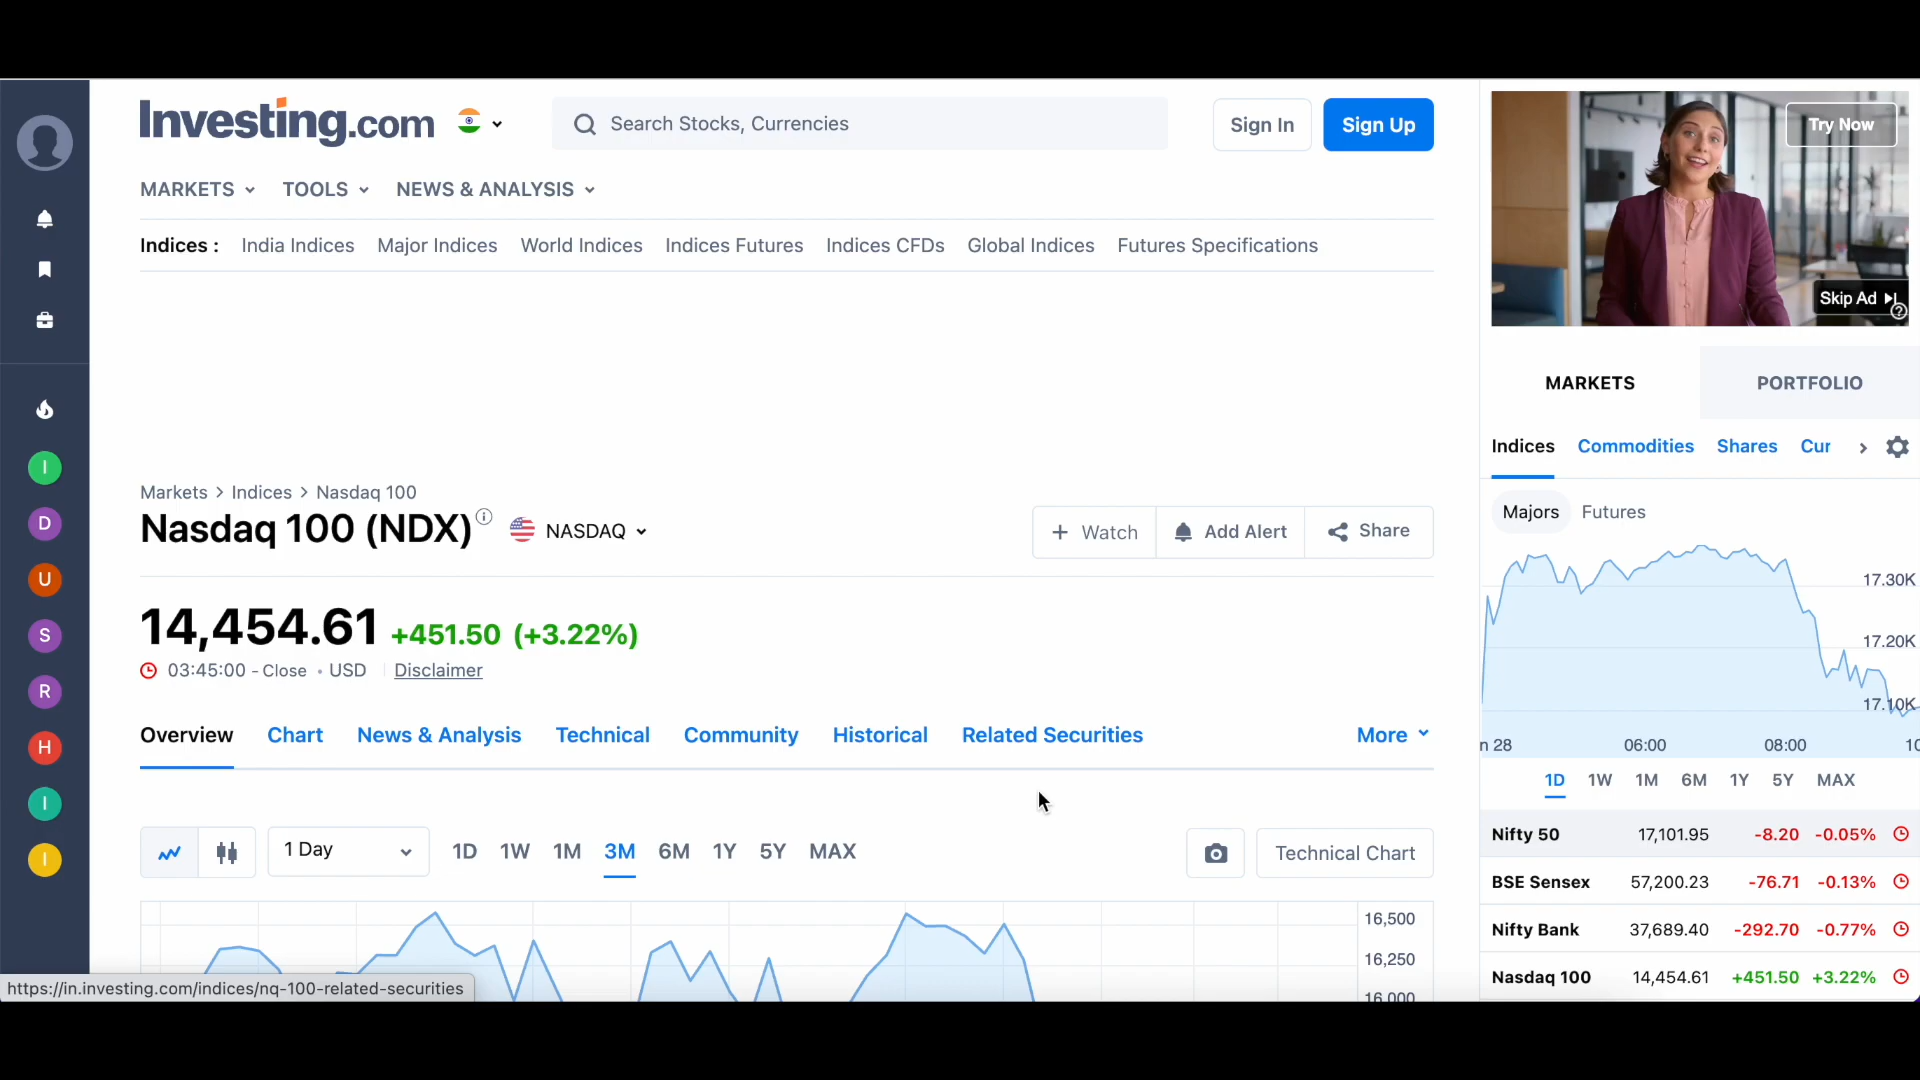 Investing.com
Search Stocks, Currencies
Sign In
Sign Up
MARKETS
TOOLS
NEWS & ANALYSIS
Indices :
India Indices
Major Indices
World Indices
Indices Futures
Indices CFDs
Global Indices
Futures Specifications
Markets > Indices > Nasdaq 100
Nasdaq 100 (NDX)
NASDAQ
+ Watch
Add Alert
Share
14,454.61 +451.50 (+3.22%)
03:45:00 - Close • USD
Disclaimer
Overview
Chart
News & Analysis
Technical
Community
Historical
Related Securities
More
1 Day
1D 1W 1M 3M 6M 1Y 5Y MAX
Technical Chart
16,500
16,250
16,000
https://in.investing.com/indices/nq-100-related-securities
I
D
U
S
R
H
I
I
Try Now
Skip Ad
MARKETS
PORTFOLIO
Indices
Commodities
Shares
Cur
Majors
Futures
17.30K
17.20K
17.10K
n 28 06:00 08:00 10
1D 1W 1M 6M 1Y 5Y MAX
Nifty 50 17,101.95 -8.20 -0.05%
BSE Sensex 57,200.23 -76.71 -0.13%
Nifty Bank 37,689.40 -292.70 -0.77%
Nasdaq 100 14,454.61 +451.50 +3.22%